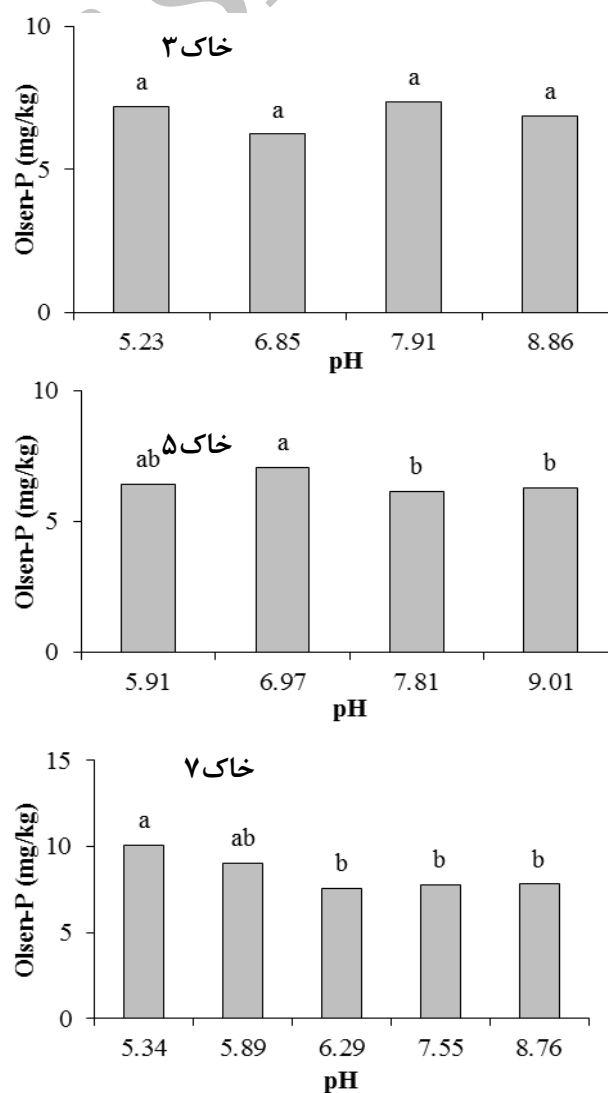 خاک۳
10
5
0
Olsen-P (mg/kg)
a a a a
5.23 6.85 7.91 8.86
pH
خاک۵
10
5
0
Olsen-P (mg/kg)
ab a b b
5.91 6.97 7.81 9.01
pH
خاک۷
15
10
5
0
Olsen-P (mg/kg)
a ab b b b
5.34 5.89 6.29 7.55 8.76
pH